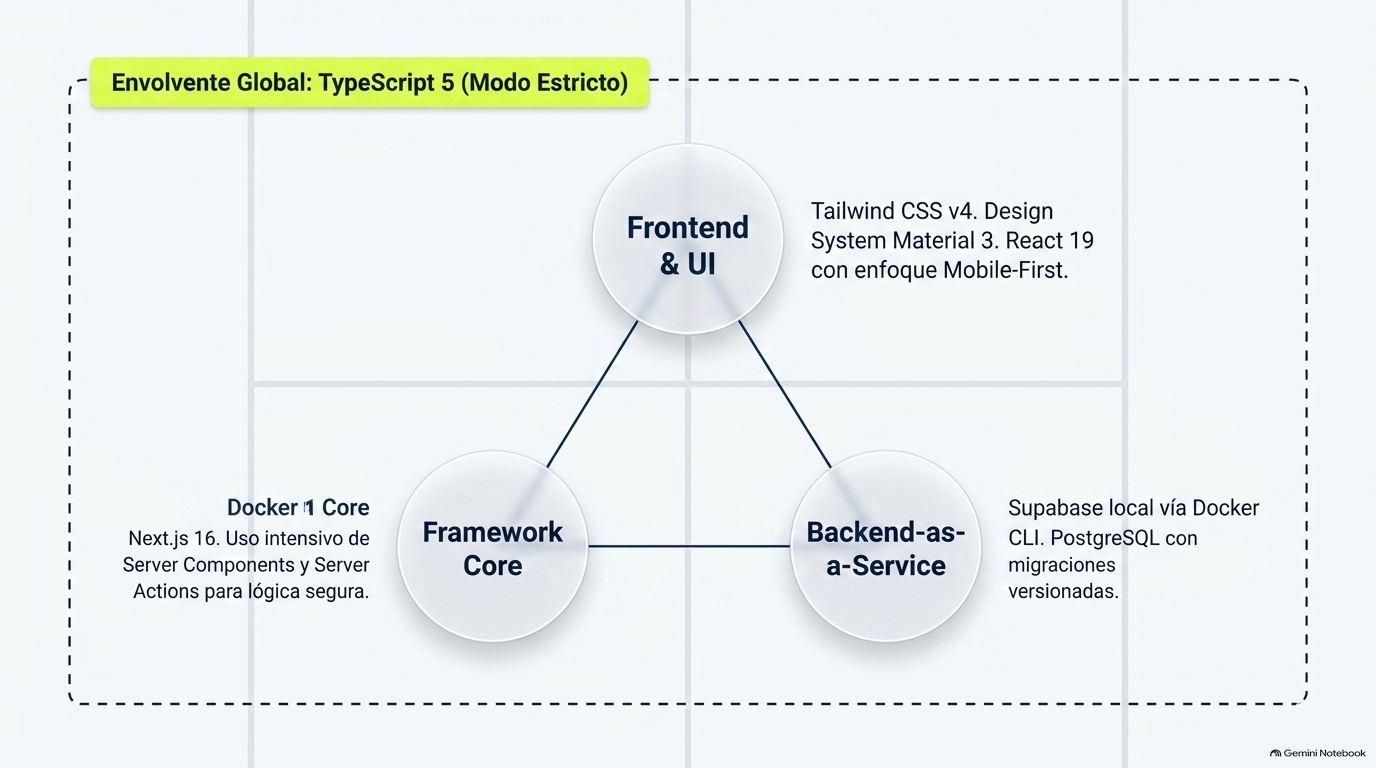 Envolvente Global: TypeScript 5 (Modo Estricto)
Frontend
& UI
Tailwind CSS v4. Design
System Material 3. React 19
con enfoque Mobile-First.
Docker 1 Core
Next.js 16. Uso intensivo de
Server Components y Server
Actions para lógica segura.
Framework
Core
Backend-as-
a-Service
Supabase local vía Docker
CLI. PostgreSQL con
migraciones
versionadas.
Gemini Notebook